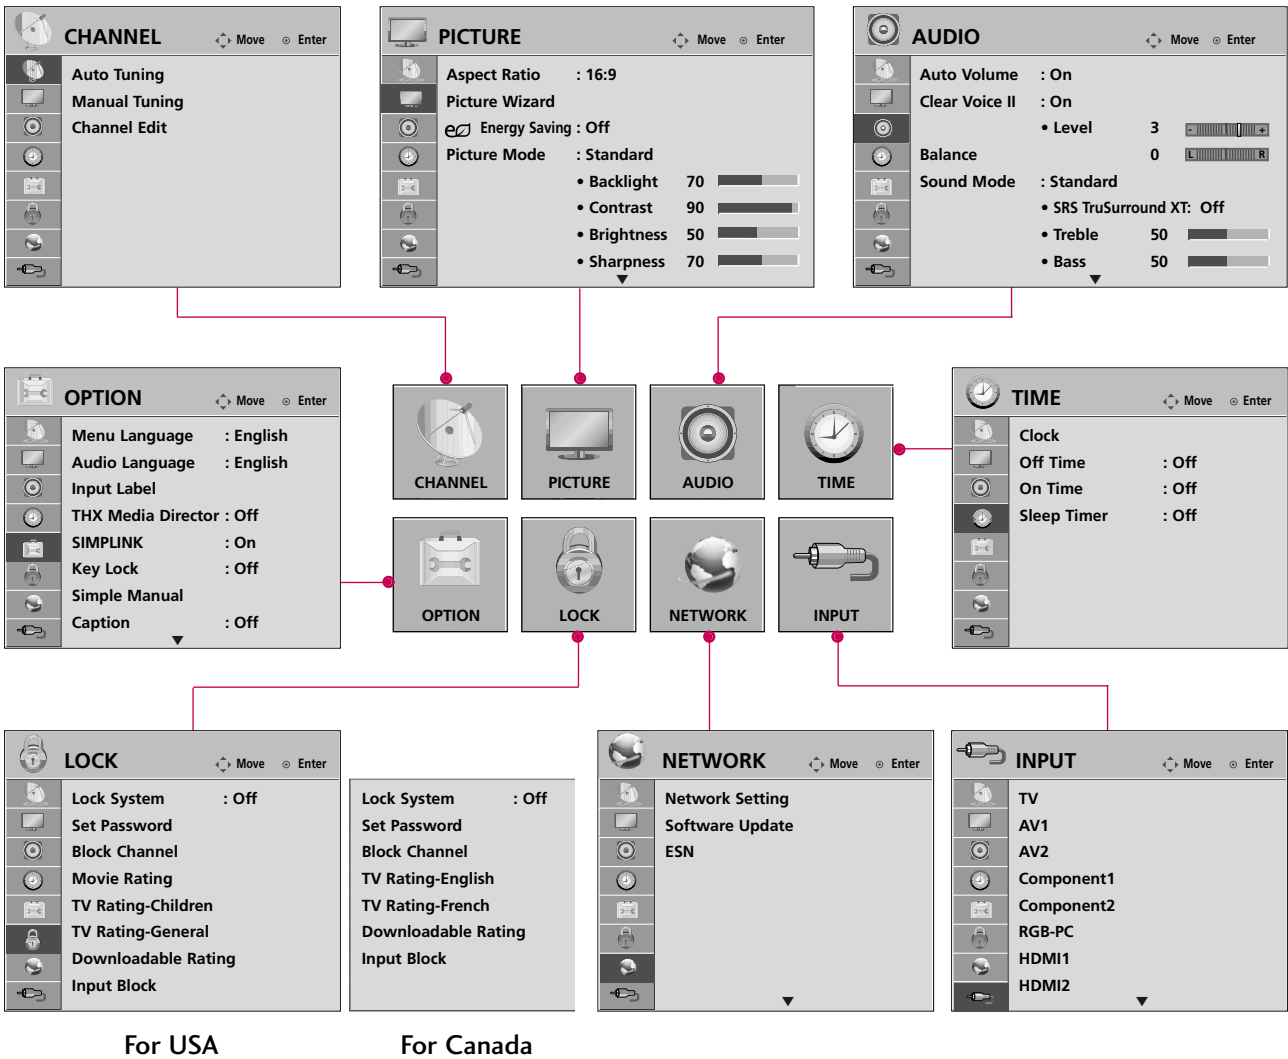 CHANNEL Move Enter
Auto Tuning
Manual Tuning
Channel Edit
PICTURE Move Enter
Aspect Ratio : 16:9
Picture Wizard
Energy Saving : Off
Picture Mode : Standard
• Backlight 70
• Contrast 90
• Brightness 50
• Sharpness 70
AUDIO Move Enter
Auto Volume : On
Clear Voice II : On
• Level 3 - +
Balance 0 L R
Sound Mode : Standard
• SRS TruSurround XT: Off
• Treble 50
• Bass 50
OPTION Move Enter
Menu Language : English
Audio Language : English
Input Label
THX Media Director : Off
SIMPLINK : On
Key Lock : Off
Simple Manual
Caption : Off
CHANNEL
PICTURE
AUDIO
TIME
OPTION
LOCK
NETWORK
INPUT
TIME Move Enter
Clock
Off Time : Off
On Time : Off
Sleep Timer : Off
LOCK Move Enter
Lock System : Off
Set Password
Block Channel
Movie Rating
TV Rating-Children
TV Rating-General
Downloadable Rating
Input Block
For USA
Lock System : Off
Set Password
Block Channel
TV Rating-English
TV Rating-French
Downloadable Rating
Input Block
For Canada
NETWORK Move Enter
Network Setting
Software Update
ESN
INPUT Move Enter
TV
AV1
AV2
Component1
Component2
RGB-PC
HDMI1
HDMI2